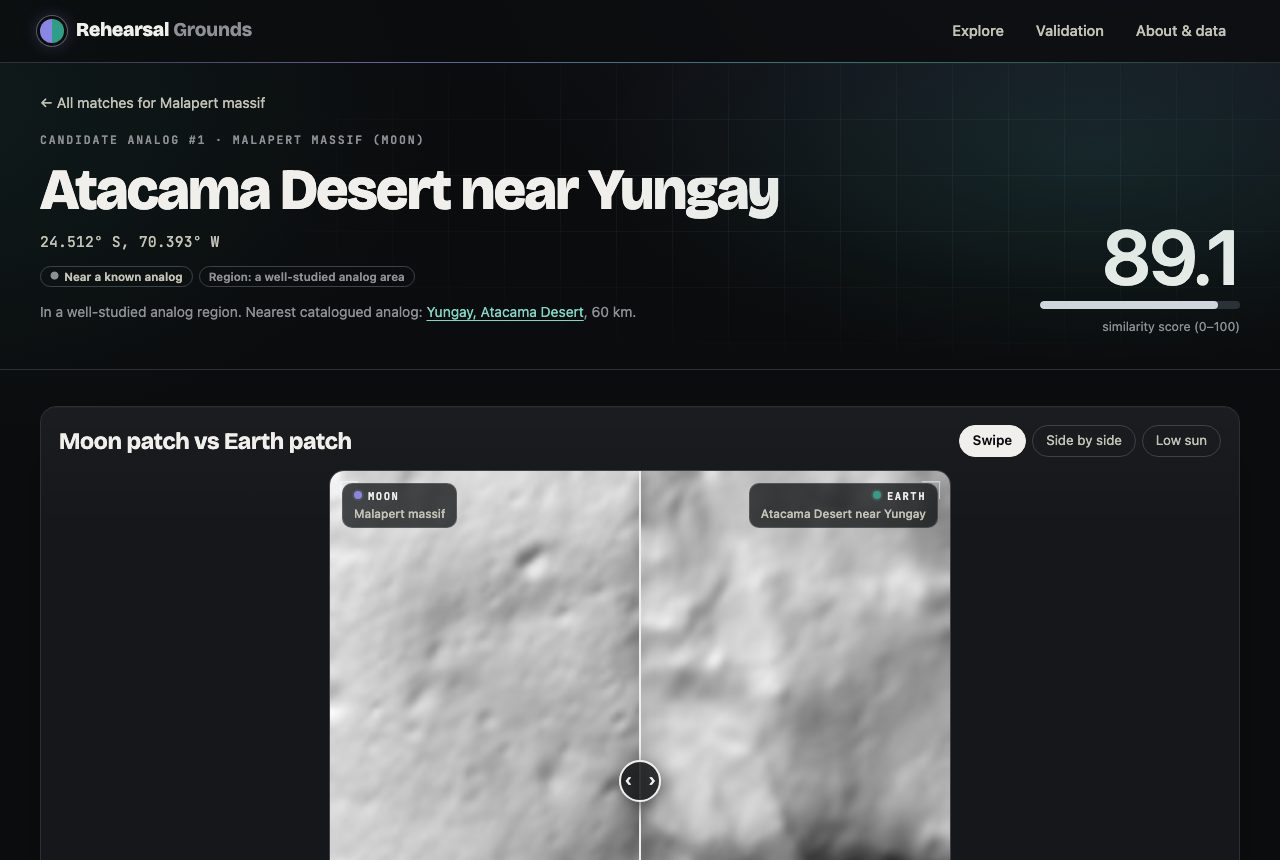 Rehearsal Grounds
Explore
Validation
About & data
← All matches for Malapert massif
CANDIDATE ANALOG #1 · MALAPERT MASSIF (MOON)
Atacama Desert near Yungay
24.512° S, 70.393° W
Near a known analog
Region: a well-studied analog area
In a well-studied analog region. Nearest catalogued analog: Yungay, Atacama Desert, 60 km.
89.1
similarity score (0–100)
Moon patch vs Earth patch
Swipe
Side by side
Low sun
MOON
Malapert massif
EARTH
Atacama Desert near Yungay